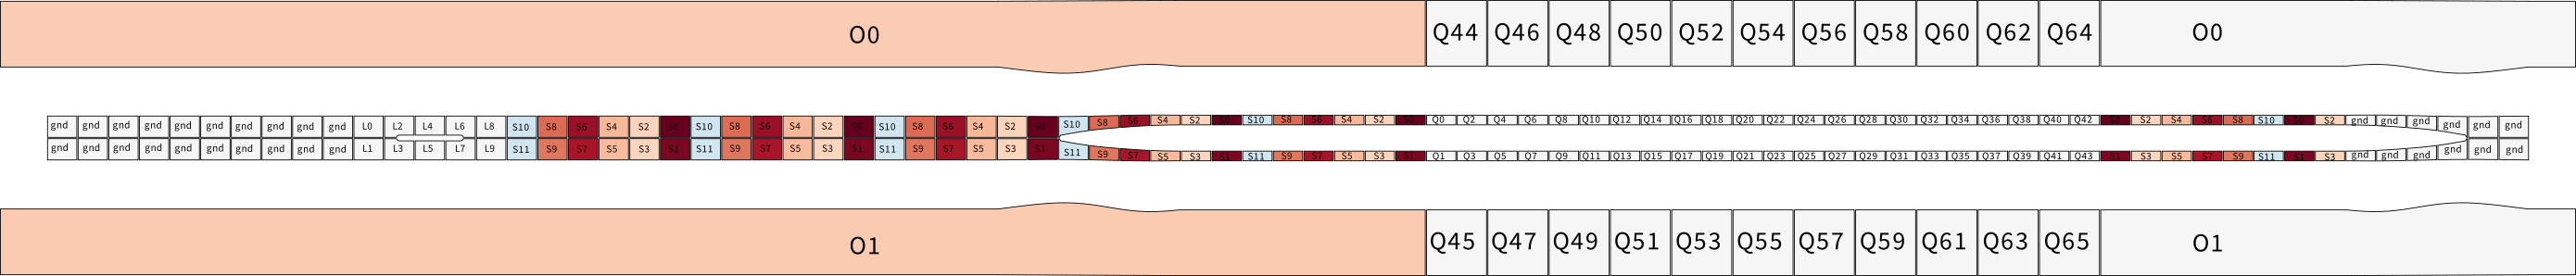 O0 Q44 Q46 Q48 Q50 Q52 Q54 Q56 Q58 Q60 Q62 Q64 O0
gnd gnd gnd gnd gnd gnd gnd gnd gnd gnd L0 L2 L4 L6 L8 S10 S8 S6 S4 S2 S0 S10 S8 S6 S4 S2 S0 S10 S8 S6 S4 S2 S0 S10 S8 S6 S4 S2 S0 S10 S8 S6 S4 S2 S0 Q0 Q2 Q4 Q6 Q8 Q10 Q12 Q14 Q16 Q18 Q20 Q22 Q24 Q26 Q28 Q30 Q32 Q34 Q36 Q38 Q40 Q42 S0 S2 S4 S6 S8 S10 S0 S2 gnd gnd gnd gnd gnd gnd
gnd gnd gnd gnd gnd gnd gnd gnd gnd gnd L1 L3 L5 L7 L9 S11 S9 S7 S5 S3 S1 S11 S9 S7 S5 S3 S1 S11 S9 S7 S5 S3 S1 S11 S9 S7 S5 S3 S1 S11 S9 S7 S5 S3 S1 Q1 Q3 Q5 Q7 Q9 Q11 Q13 Q15 Q17 Q19 Q21 Q23 Q25 Q27 Q29 Q31 Q33 Q35 Q37 Q39 Q41 Q43 S1 S3 S5 S7 S9 S11 S1 S3 gnd gnd gnd gnd gnd gnd
O1 Q45 Q47 Q49 Q51 Q53 Q55 Q57 Q59 Q61 Q63 Q65 O1